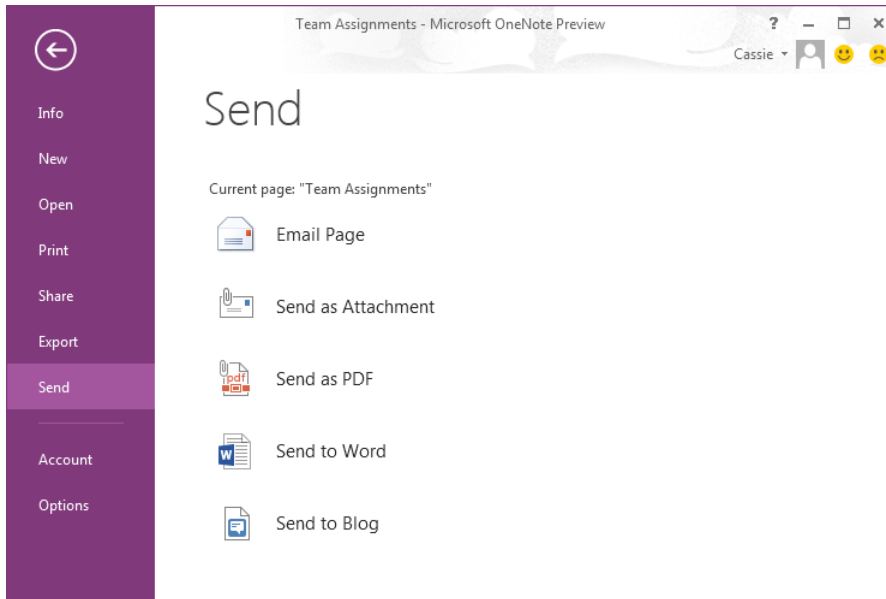 Team Assignments - Microsoft OneNote Preview
?
Cassie
Info
New
Open
Print
Share
Export
Send
Account
Options
Send
Current page: "Team Assignments"
Email Page
Send as Attachment
pdf
Send as PDF
W
Send to Word
Send to Blog